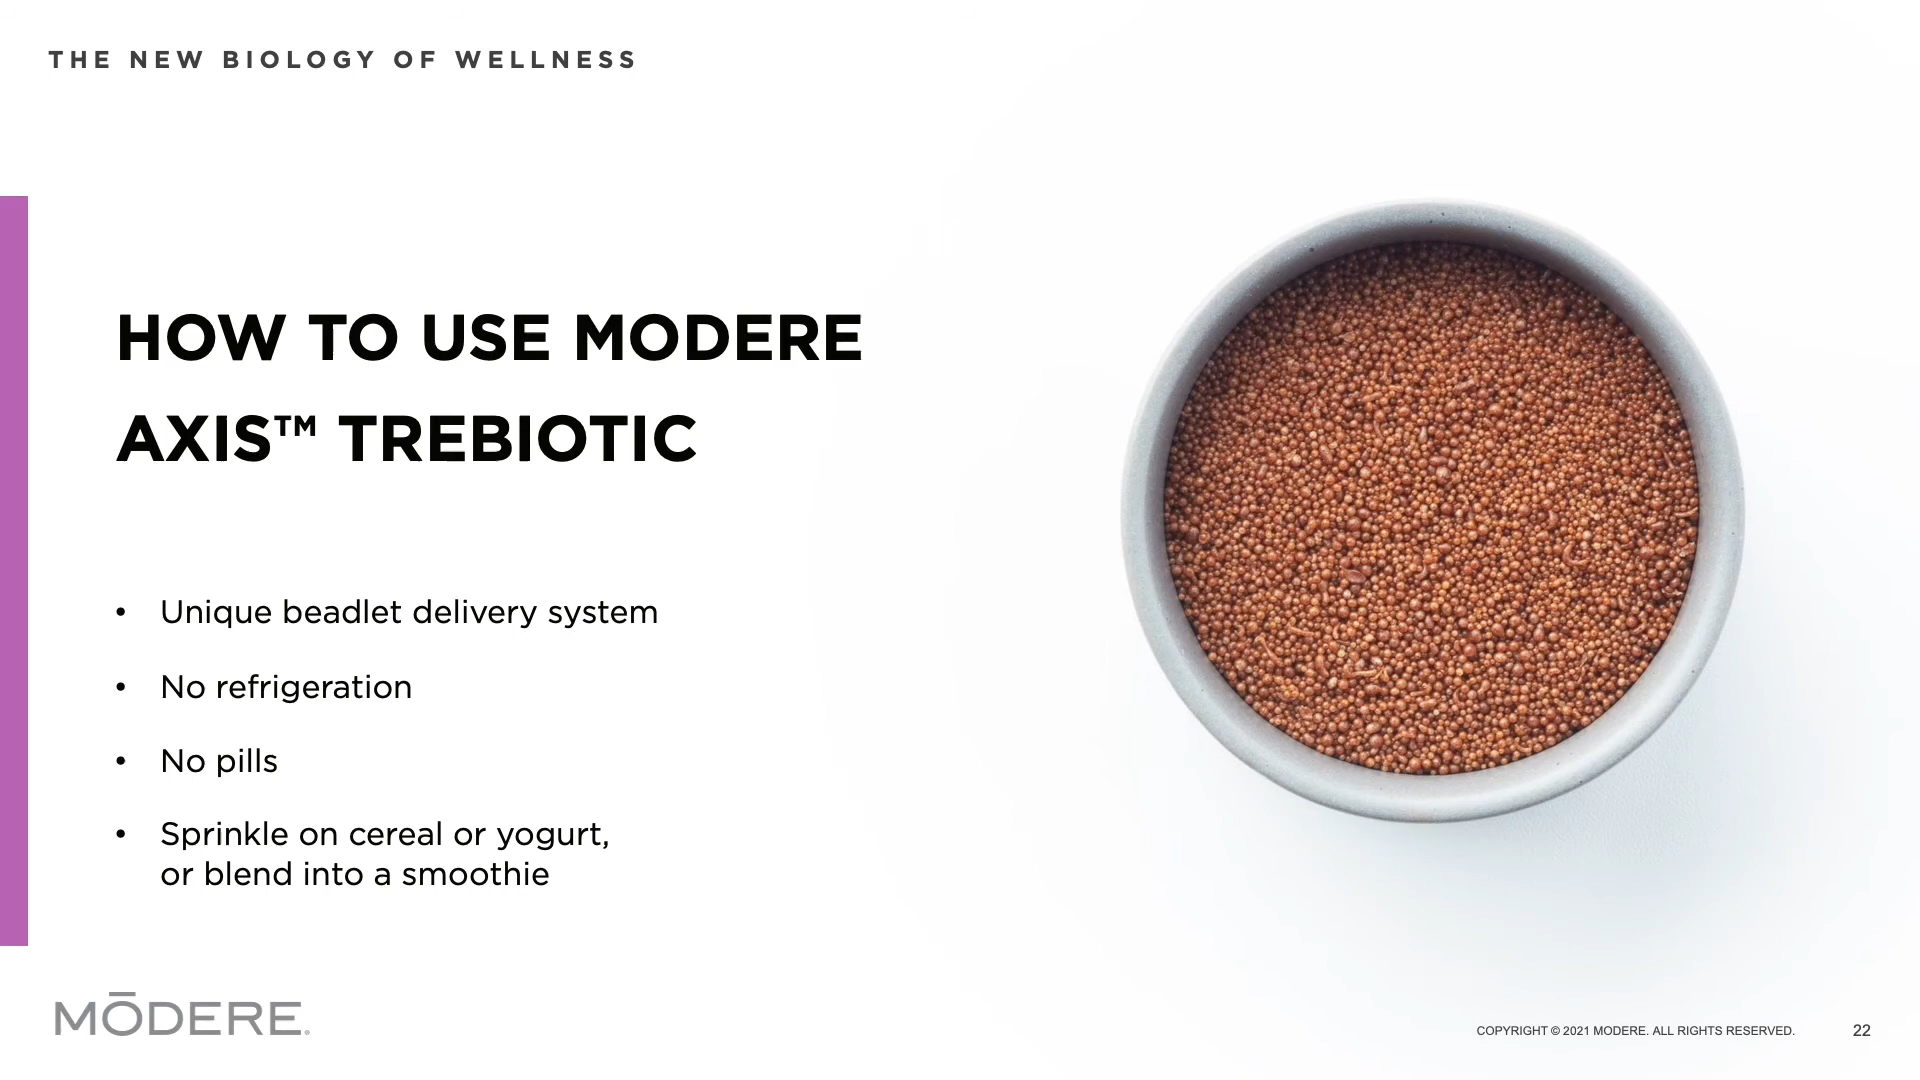 THE NEW BIOLOGY OF WELLNESS
HOW TO USE MODERE
AXIS™ TREBIOTIC
• Unique beadlet delivery system
• No refrigeration
• No pills
• Sprinkle on cereal or yogurt,
or blend into a smoothie
MŌDERE.
COPYRIGHT © 2021 MODERE. ALL RIGHTS RESERVED.
22